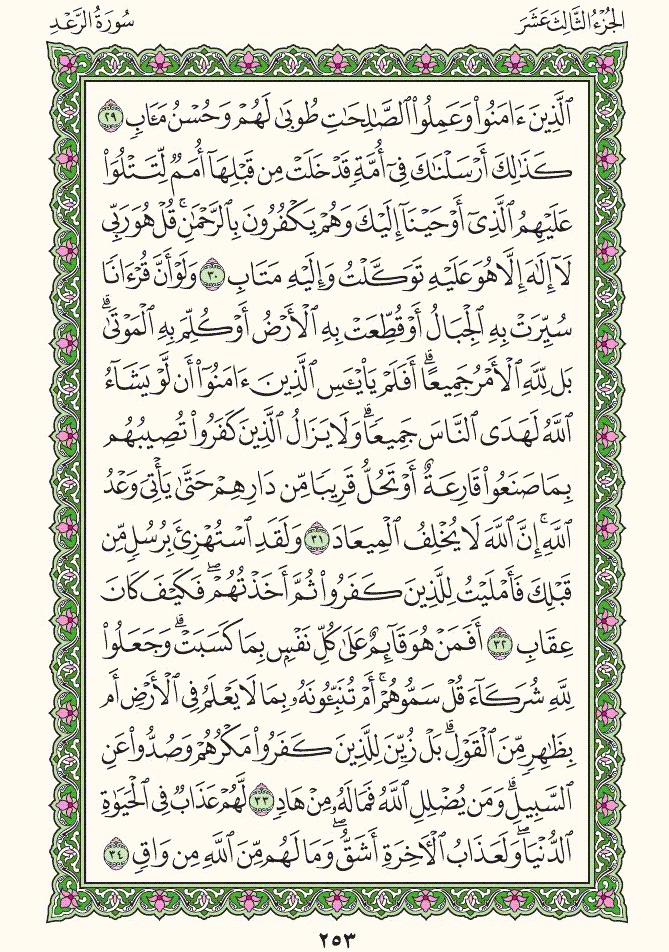 الجُزْءُ الثَّالِثَ عَشَرَ
سُورَةُ الرَّعْدِ
ٱلَّذِينَ ءَامَنُوا۟ وَعَمِلُوا۟ ٱلصَّـٰلِحَـٰتِ طُوبَىٰ لَهُمْ وَحُسْنُ مَـَٔابٍ ٢٩
كَذَٰلِكَ أَرْسَلْنَـٰكَ فِىٓ أُمَّةٍ قَدْ خَلَتْ مِن قَبْلِهَآ أُمَمٌ لِّتَتْلُوَا۟
عَلَيْهِمُ ٱلَّذِىٓ أَوْحَيْنَآ إِلَيْكَ وَهُمْ يَكْفُرُونَ بِٱلرَّحْمَـٰنِ ۚ قُلْ هُوَ رَبِّى
لَآ إِلَـٰهَ إِلَّا هُوَ عَلَيْهِ تَوَكَّلْتُ وَإِلَيْهِ مَتَابِ ٣٠ وَلَوْ أَنَّ قُرْءَانًا
سُيِّرَتْ بِهِ ٱلْجِبَالُ أَوْ قُطِّعَتْ بِهِ ٱلْأَرْضُ أَوْ كُلِّمَ بِهِ ٱلْمَوْتَىٰ ۗ
بَل لِّلَّهِ ٱلْأَمْرُ جَمِيعًا ۗ أَفَلَمْ يَا۟يْـَٔسِ ٱلَّذِينَ ءَامَنُوٓا۟ أَن لَّوْ يَشَآءُ
ٱللَّهُ لَهَدَى ٱلنَّاسَ جَمِيعًا ۗ وَلَا يَزَالُ ٱلَّذِينَ كَفَرُوا۟ تُصِيبُهُم
بِمَا صَنَعُوا۟ قَارِعَةٌ أَوْ تَحُلُّ قَرِيبًا مِّن دَارِهِمْ حَتَّىٰ يَأْتِىَ وَعْدُ
ٱللَّهِ ۚ إِنَّ ٱللَّهَ لَا يُخْلِفُ ٱلْمِيعَادَ ٣١ وَلَقَدِ ٱسْتُهْزِئَ بِرُسُلٍ مِّن
قَبْلِكَ فَأَمْلَيْتُ لِلَّذِينَ كَفَرُوا۟ ثُمَّ أَخَذْتُهُمْ ۖ فَكَيْفَ كَانَ
عِقَابِ ٣٢ أَفَمَنْ هُوَ قَآئِمٌ عَلَىٰ كُلِّ نَفْسٍۭ بِمَا كَسَبَتْ ۗ وَجَعَلُوا۟
لِلَّهِ شُرَكَآءَ قُلْ سَمُّوهُمْ ۚ أَمْ تُنَبِّـُٔونَهُۥ بِمَا لَا يَعْلَمُ فِى ٱلْأَرْضِ أَم
بِظَـٰهِرٍ مِّنَ ٱلْقَوْلِ ۗ بَلْ زُيِّنَ لِلَّذِينَ كَفَرُوا۟ مَكْرُهُمْ وَصُدُّوا۟ عَنِ
ٱلسَّبِيلِ ۗ وَمَن يُضْلِلِ ٱللَّهُ فَمَا لَهُۥ مِنْ هَادٍ ٣٣ لَّهُمْ عَذَابٌ فِى ٱلْحَيَوٰةِ
ٱلدُّنْيَا ۖ وَلَعَذَابُ ٱلْـَٔاخِرَةِ أَشَقُّ ۖ وَمَا لَهُم مِّنَ ٱللَّهِ مِن وَاقٍ ٣٤
٢٥٣